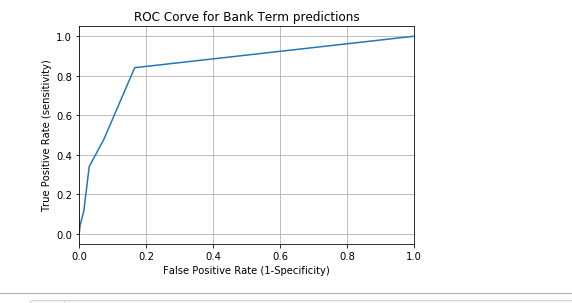 ROC Corve for Bank Term predictions
1.0
0.8
0.6
0.4
0.2
0.0
True Positive Rate (sensitivity)
0.0 0.2 0.4 0.6 0.8 1.0
False Positive Rate (1-Specificity)